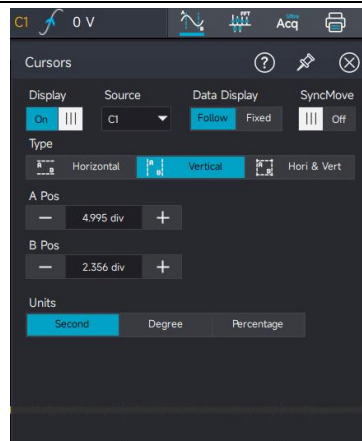 C1 0 V FFT Ultra Acq
Cursors ?
Display Source Data Display SyncMove
On C1 Follow Fixed Off
Type
A B Horizontal A B Vertical A B Hori & Vert
A Pos
— 4.995 div +
B Pos
— 2.356 div +
Units
Second Degree Percentage